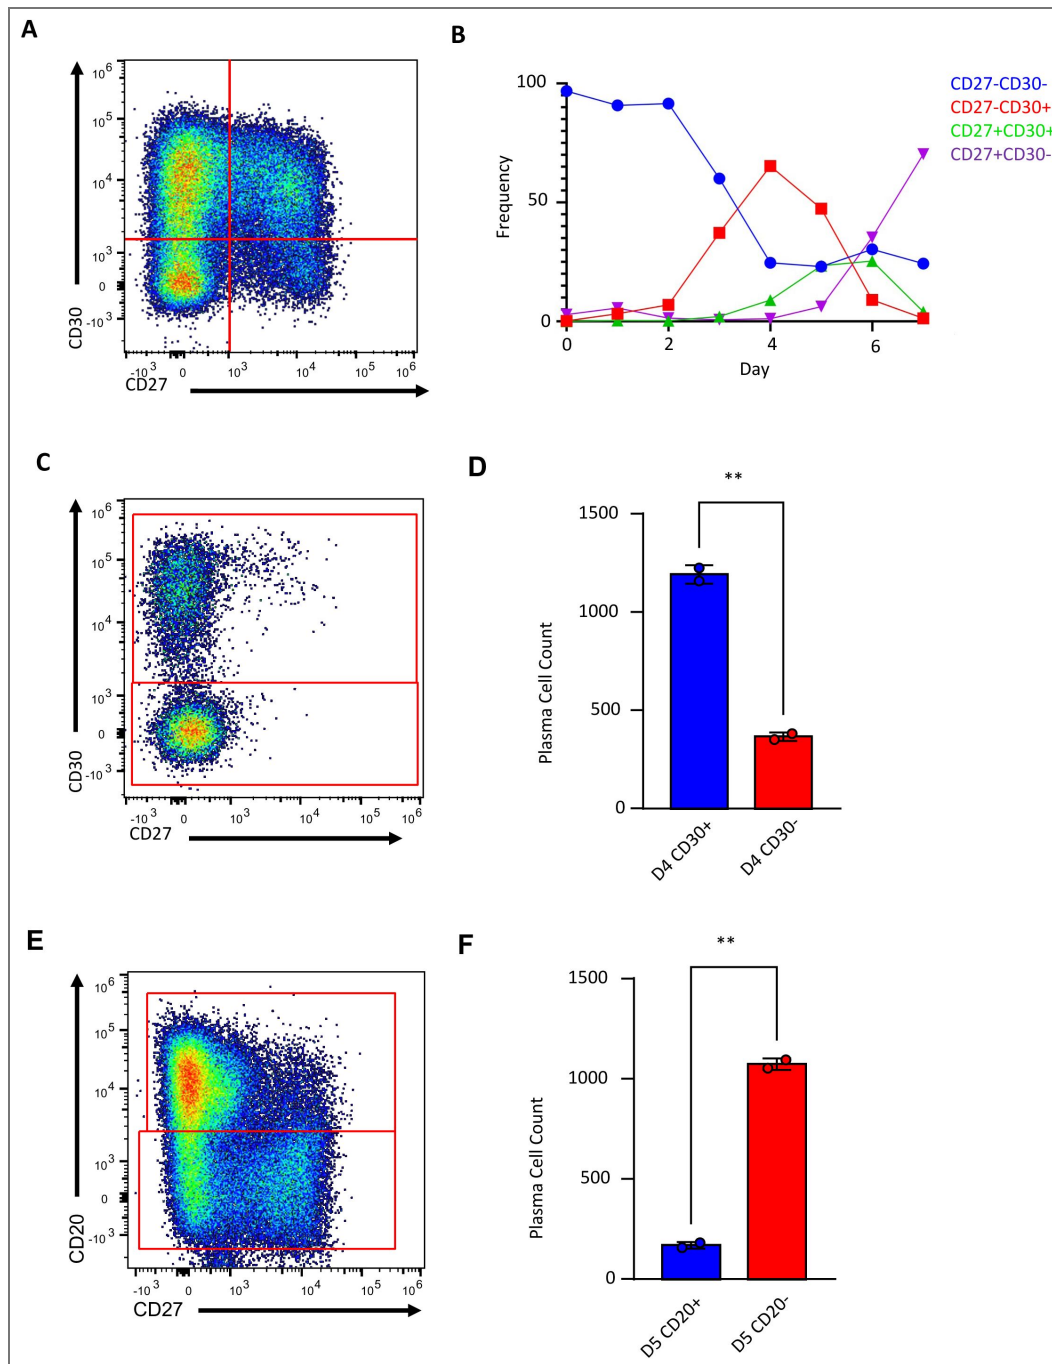 A
10 6
10 5
10 4
10 3
0
-10 3
CD30
-10 3 0 10 3 10 4 10 5 10 6
CD27
B
100
50
0
Frequency
0 2 4 6
Day
CD27-CD30-
CD27-CD30+
CD27+CD30+
CD27+CD30-
C
10 6
10 5
10 4
10 3
0
-10 3
CD30
-10 3 0 10 3 10 4 10 5 10 6
CD27
D
**
1500
1000
500
0
Plasma Cell Count
D4 CD30+
D4 CD30-
E
10 6
10 5
10 4
10 3
0
-10 3
CD20
-10 3 0 10 3 10 4 10 5 10 6
CD27
F
**
1500
1000
500
0
Plasma Cell Count
D5 CD20+
D5 CD20-